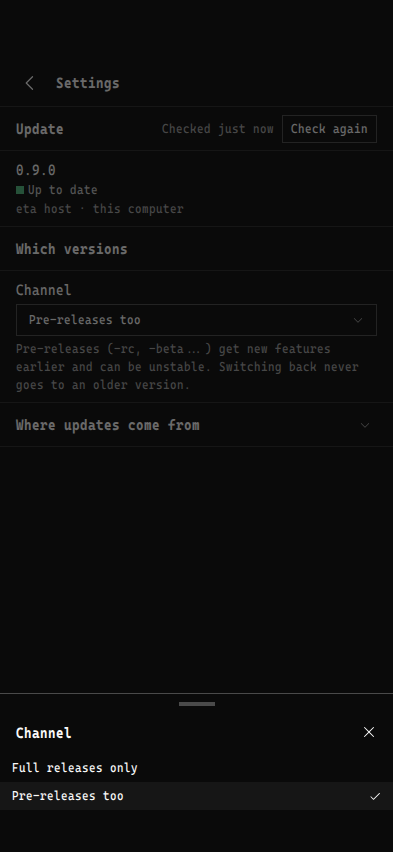 Settings
Update
Checked just now
Check again
0.9.0
Up to date
eta host · this computer
Which versions
Channel
Pre-releases too
Pre-releases (-rc, -beta...) get new features
earlier and can be unstable. Switching back never
goes to an older version.
Where updates come from
Channel
Full releases only
Pre-releases too